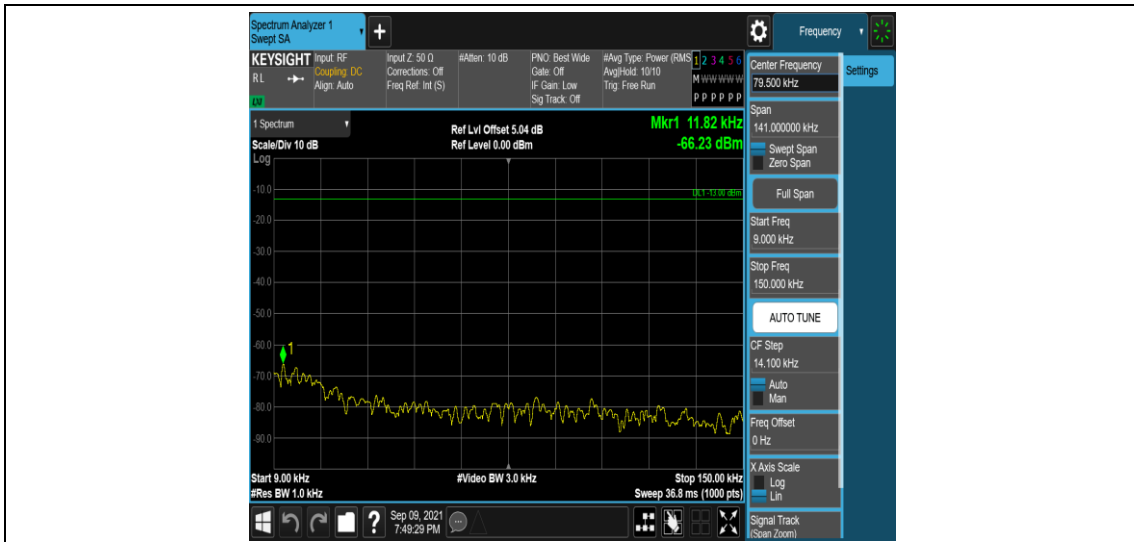 Spectrum Analyzer 1
Swept SA
+
Frequency
KEYSIGHT
RL
LXI
Input: RF
Coupling: DC
Align: Auto
Input Z: 50 Ω
Corrections: Off
Freq Ref: Int (S)
#Atten: 10 dB
PNO: Best Wide
Gate: Off
IF Gain: Low
Sig Track: Off
#Avg Type: Power (RMS
Avg|Hold: 10/10
Trig: Free Run
1 2 3 4 5 6
M W W W W W
P P P P P P
1 Spectrum
Scale/Div 10 dB
Ref Lvl Offset 5.04 dB
Ref Level 0.00 dBm
Mkr1 11.82 kHz
-66.23 dBm
Log
DL1 -13.00 dBm
-10.0
-20.0
-30.0
-40.0
-50.0
-60.0
1
-70.0
-80.0
-90.0
Start 9.00 kHz
#Res BW 1.0 kHz
#Video BW 3.0 kHz
Stop 150.00 kHz
Sweep 36.8 ms (1000 pts)
?
Sep 09, 2021
7:49:29 PM
Center Frequency
79.500 kHz
Settings
Span
141.000000 kHz
Swept Span
Zero Span
Full Span
Start Freq
9.000 kHz
Stop Freq
150.000 kHz
AUTO TUNE
CF Step
14.100 kHz
Auto
Man
Freq Offset
0 Hz
X Axis Scale
Log
Lin
Signal Track
(Span Zoom)